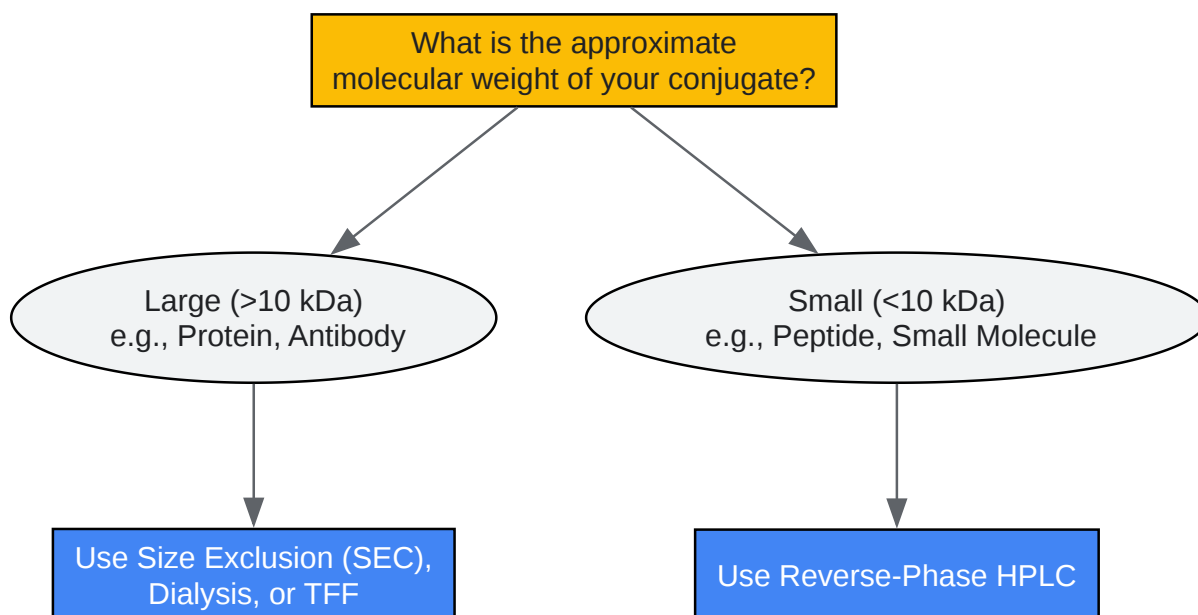 What is the approximate
molecular weight of your conjugate?
Large (>10 kDa)
e.g., Protein, Antibody
Small (<10 kDa)
e.g., Peptide, Small Molecule
Use Size Exclusion (SEC),
Dialysis, or TFF
Use Reverse-Phase HPLC